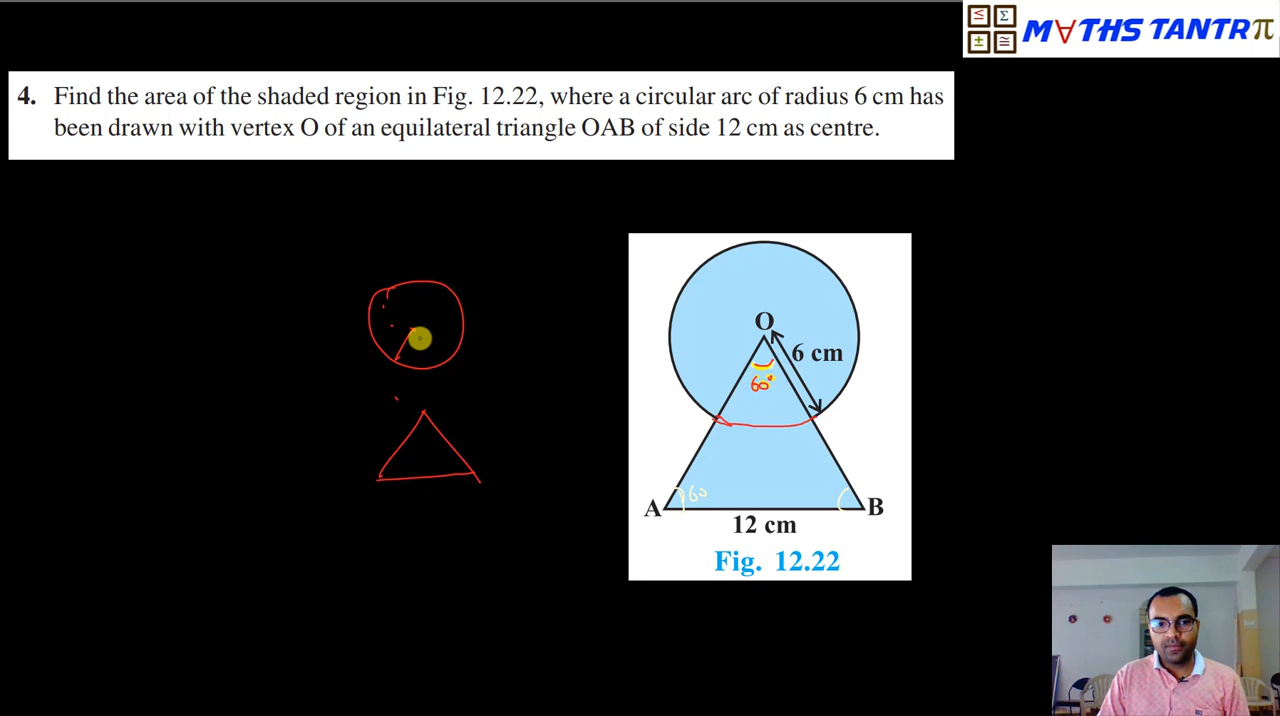 ≤ Σ
± ≅
M∀THS TANTRπ
4. Find the area of the shaded region in Fig. 12.22, where a circular arc of radius 6 cm has
been drawn with vertex O of an equilateral triangle OAB of side 12 cm as centre.
O
6 cm
60°
60
A
B
12 cm
Fig. 12.22